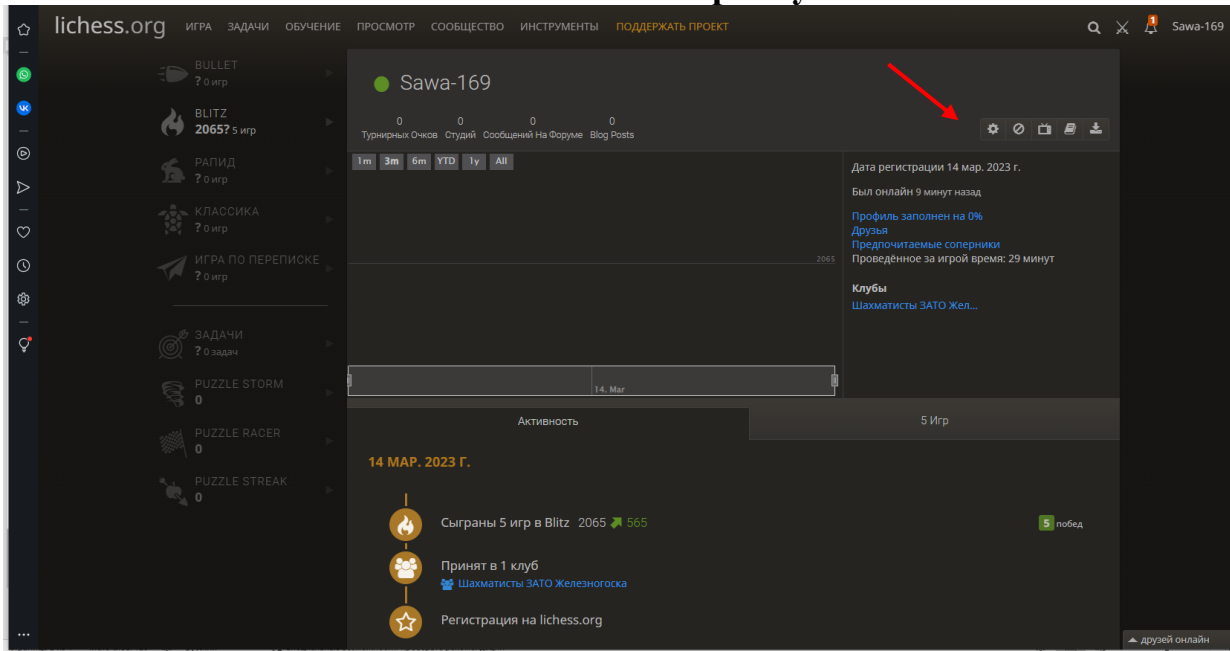 lichess.org ИГРА ЗАДАЧИ ОБУЧЕНИЕ ПРОСМОТР СООБЩЕСТВО ИНСТРУМЕНТЫ ПОДДЕРЖАТЬ ПРОЕКТ 1 Sawa-169
BULLET
? 0 игр
BLITZ
2065? 5 игр
РАПИД
? 0 игр
КЛАССИКА
? 0 игр
ИГРА ПО ПЕРЕПИСКЕ
? 0 игр
ЗАДАЧИ
? 0 задач
PUZZLE STORM
0
PUZZLE RACER
0
PUZZLE STREAK
0
Sawa-169
0 0 0 0
Турнирных Очков Студий Сообщений На Форуме Blog Posts
1m 3m 6m YTD 1y All
2065
14. Mar
Дата регистрации 14 мар. 2023 г.
Был онлайн 9 минут назад
Профиль заполнен на 0%
Друзья
Предпочитаемые соперники
Проведённое за игрой время: 29 минут
Клубы
Шахматисты ЗАТО Жел...
Активность 5 Игр
14 МАР. 2023 Г.
Сыграны 5 игр в Blitz 2065 565 5 побед
Принят в 1 клуб
Шахматисты ЗАТО Железногоска
Регистрация на lichess.org
друзей онлайн